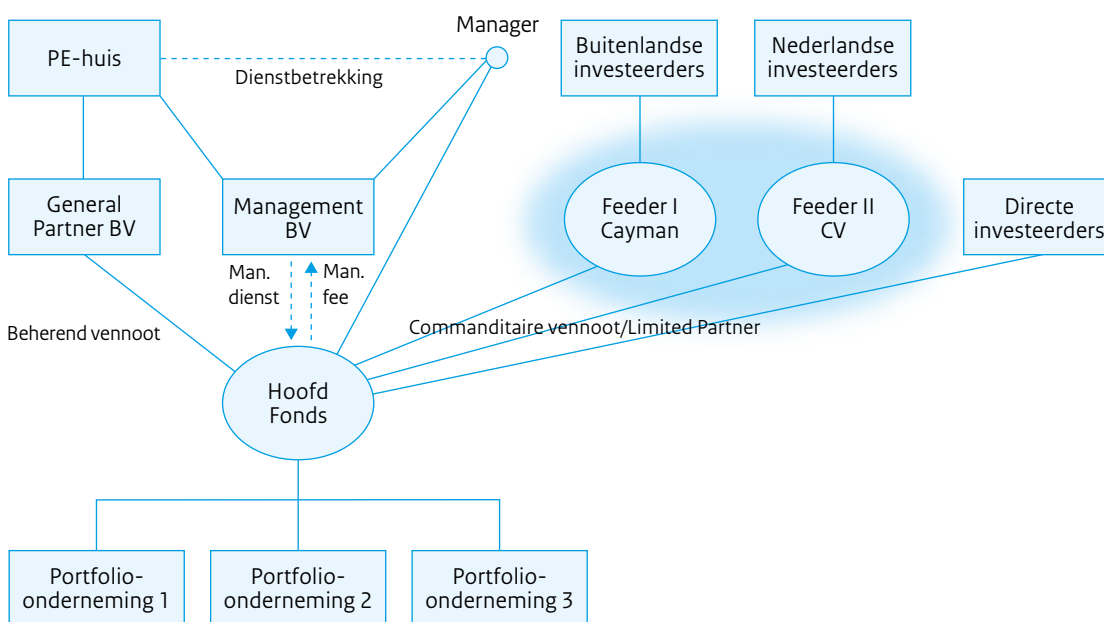 Manager
PE-huis
Dienstbetrekking
Buitenlandse
investeerders
Nederlandse
investeerders
General
Partner BV
Management
BV
Feeder I
Cayman
Feeder II
CV
Directe
investeerders
Man.
dienst
Man.
fee
Beherend vennoot
Commanditaire vennoot/Limited Partner
Hoofd
Fonds
Portfolio-
onderneming 1
Portfolio-
onderneming 2
Portfolio-
onderneming 3